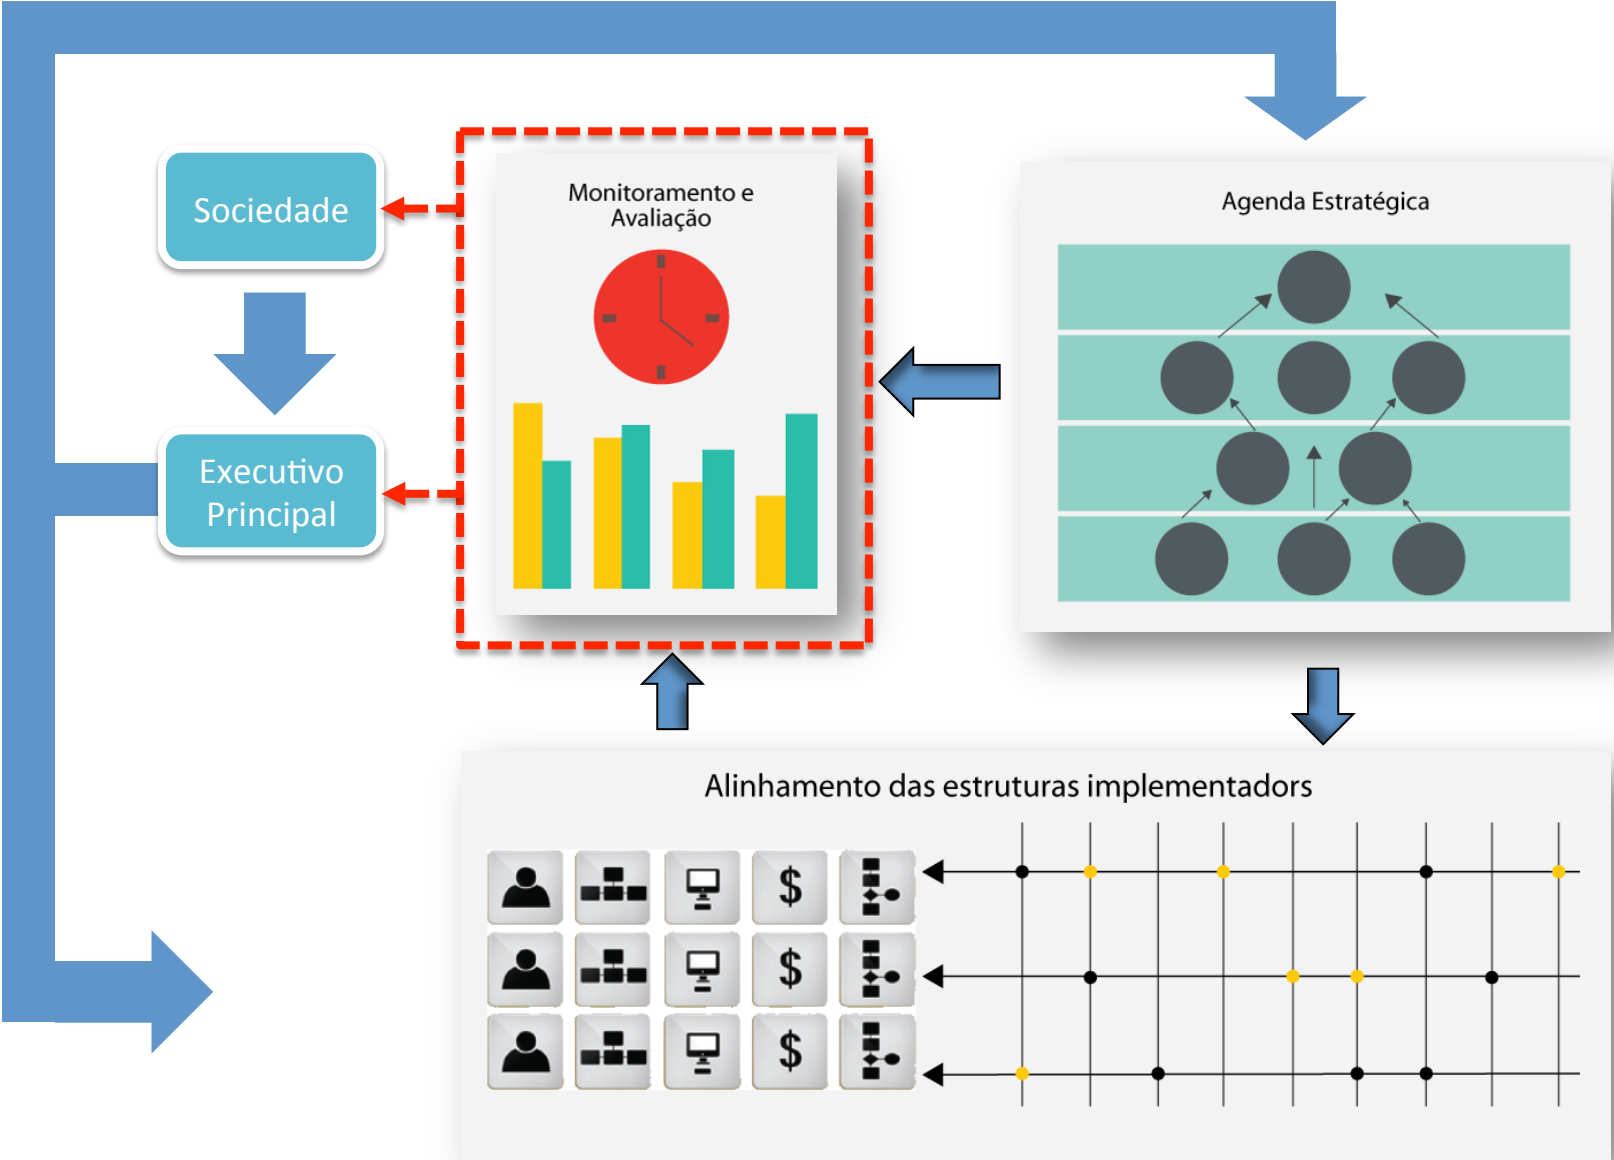 Monitoramento e
Avaliação
Agenda Estratégica
Sociedade
Executivo
Principal
Alinhamento das estruturas implementadors
$
$
$